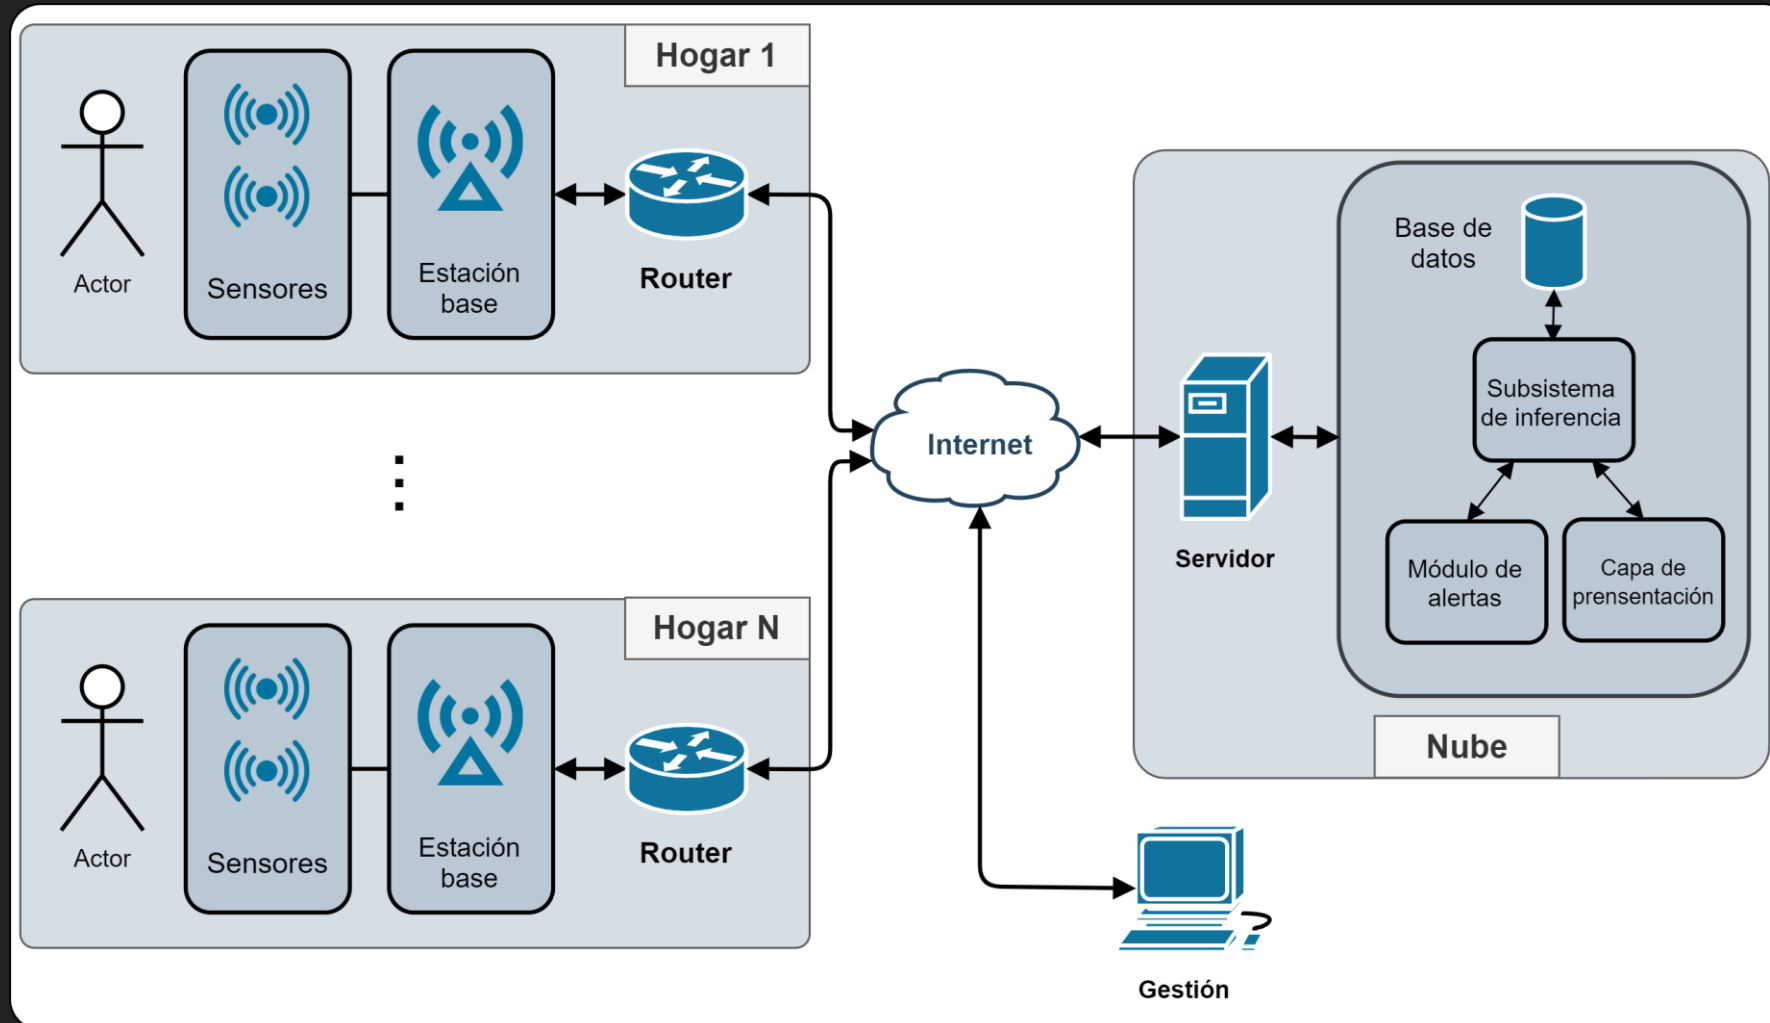 Hogar 1
Actor
Sensores
Estación
base
Router
Hogar N
Actor
Sensores
Estación
base
Router
Internet
Servidor
Base de
datos
Subsistema
de inferencia
Módulo de
alertas
Capa de
prensentación
Nube
Gestión